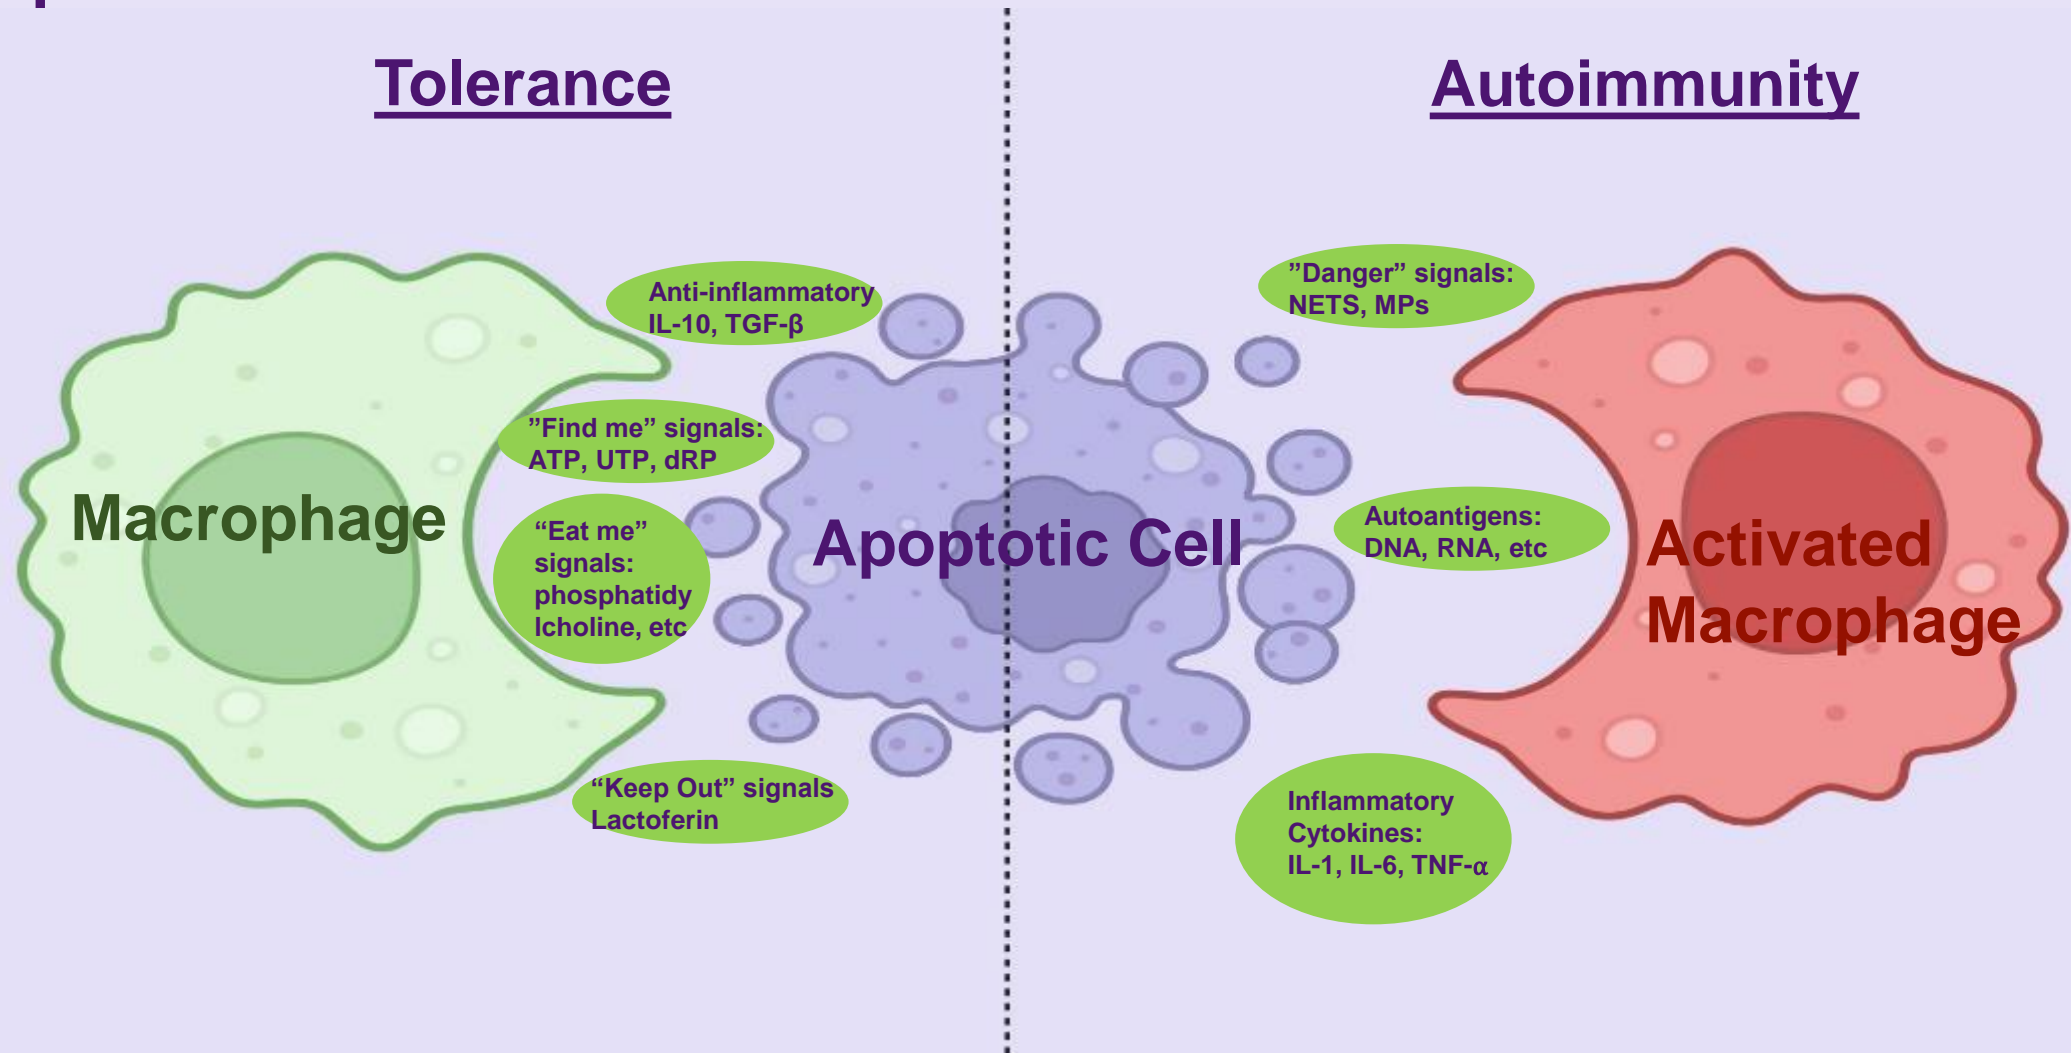 Tolerance
Autoimmunity
Anti-inflammatory
IL-10, TGF-β
”Find me” signals:
ATP, UTP, dRP
“Eat me”
signals:
phosphatidy
lcholine, etc
“Keep Out” signals
Lactoferin
Macrophage
Apoptotic Cell
”Danger” signals:
NETS, MPs
Autoantigens:
DNA, RNA, etc
Inflammatory
Cytokines:
IL-1, IL-6, TNF-α
Activated
Macrophage